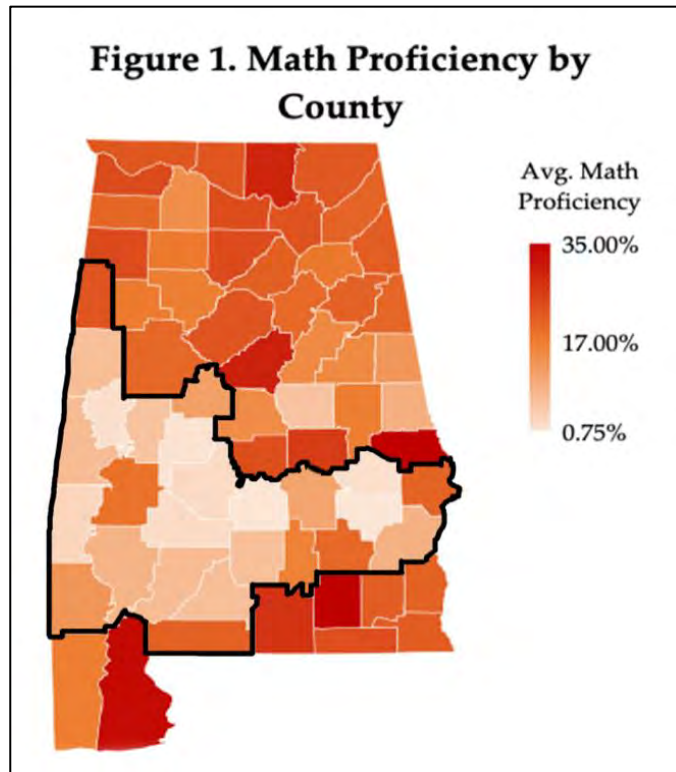 Figure 1. Math Proficiency by
County
Avg. Math
Proficiency
35.00%
17.00%
0.75%